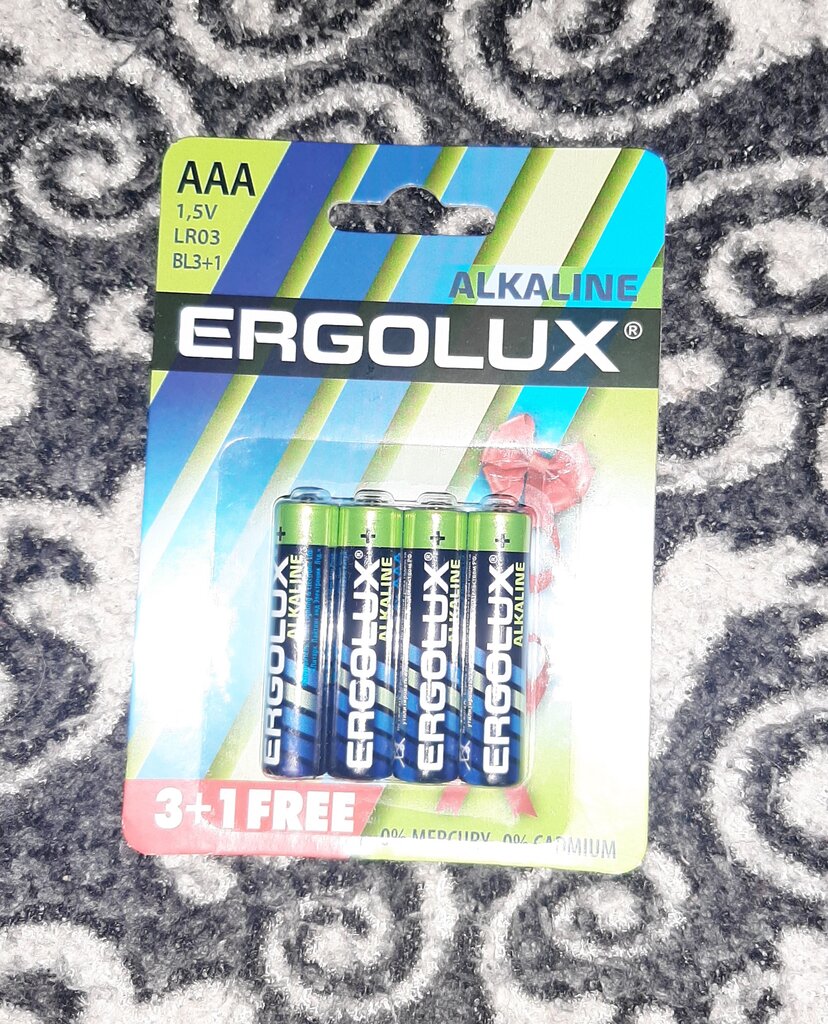 AAA
1,5V
LR03
BL3+1
ALKALINE
ERGOLUX®
+
+
+
+
ERGOLUX
ALKALINE
ERGOLUX®
ALKALINE
ERGOLUX®
ALKALINE
ERGOLUX®
ALKALINE
3+1 FREE
0% MERCURY 0% CADMIUM